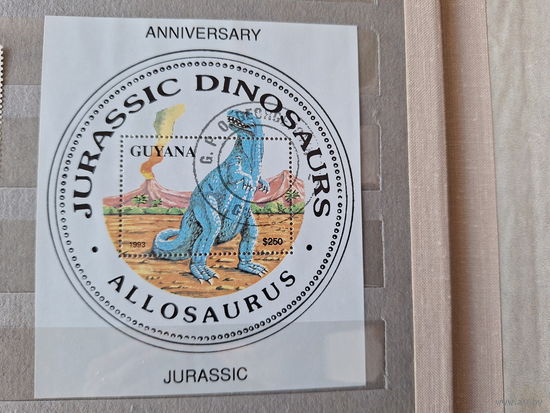 ANNIVERSARY
JURASSIC DINOSAURS
GUYANA
G. P. O.
1993
$250
• ALLOSAURUS •
JURASSIC